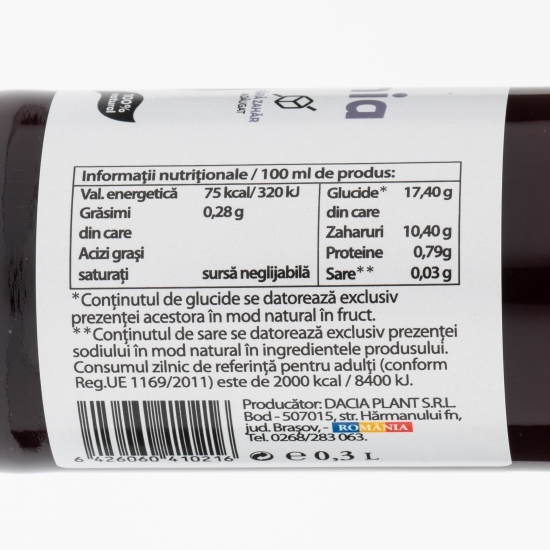 100%
natural
ZAHĂR
nia
Informații nutriționale / 100 ml de produs:
Val. energetică 75 kcal/ 320 kJ
Grăsimi 0,28 g
din care
Acizi grași
saturați sursă neglijabilă
Glucide* 17,40 g
din care
Zaharuri 10,40 g
Proteine 0,79g
Sare** 0,03 g
*Conținutul de glucide se datorează exclusiv
prezenței acestora în mod natural în fruct.
**Conținutul de sare se datorează exclusiv prezenței
sodiului în mod natural în ingredientele produsului.
Consumul zilnic de referință pentru adulți (conform
Reg.UE 1169/2011) este de 2000 kcal / 8400 kJ.
Producător: DACIA PLANT S.R.L.
Bod - 507015, str. Hărmanului fn,
jud. Brașov, - ROMÂNIA
Tel. 0268/283 063.
6 426060 410216
e 0,3 L